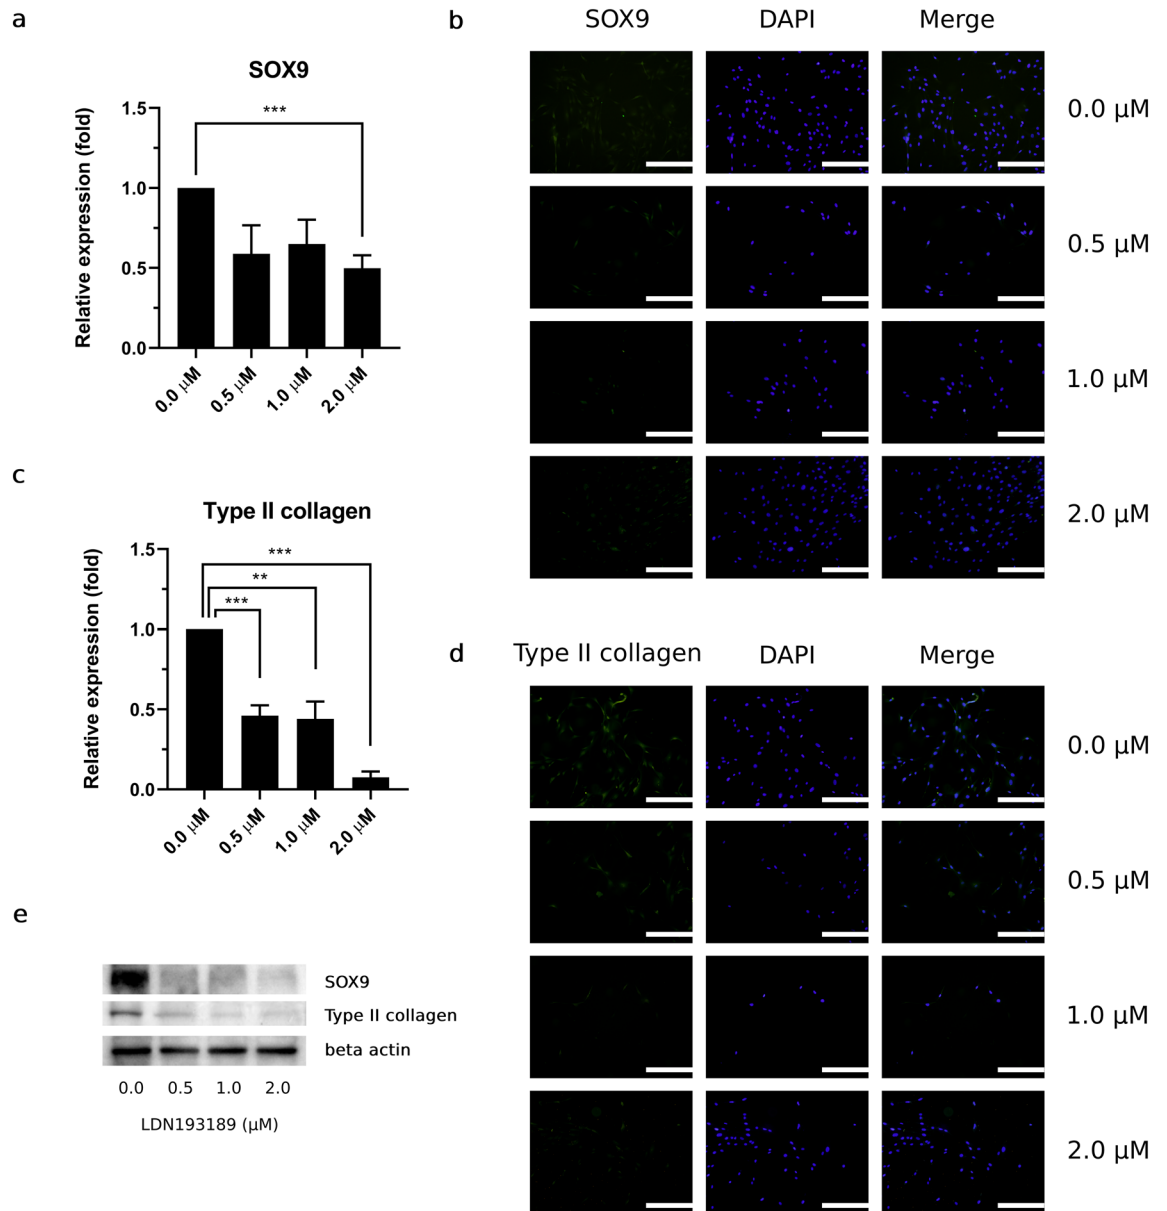 a
SOX9
Relative expression (fold)
1.5
1.0
0.5
0.0
***
0.0 μM
0.5 μM
1.0 μM
2.0 μM
b
SOX9 DAPI Merge
0.0 μM
0.5 μM
1.0 μM
2.0 μM
c
Type II collagen
Relative expression (fold)
1.5
1.0
0.5
0.0
***
**
***
0.0 μM
0.5 μM
1.0 μM
2.0 μM
d
Type II collagen DAPI Merge
0.0 μM
0.5 μM
1.0 μM
2.0 μM
e
SOX9
Type II collagen
beta actin
0.0 0.5 1.0 2.0
LDN193189 (μM)